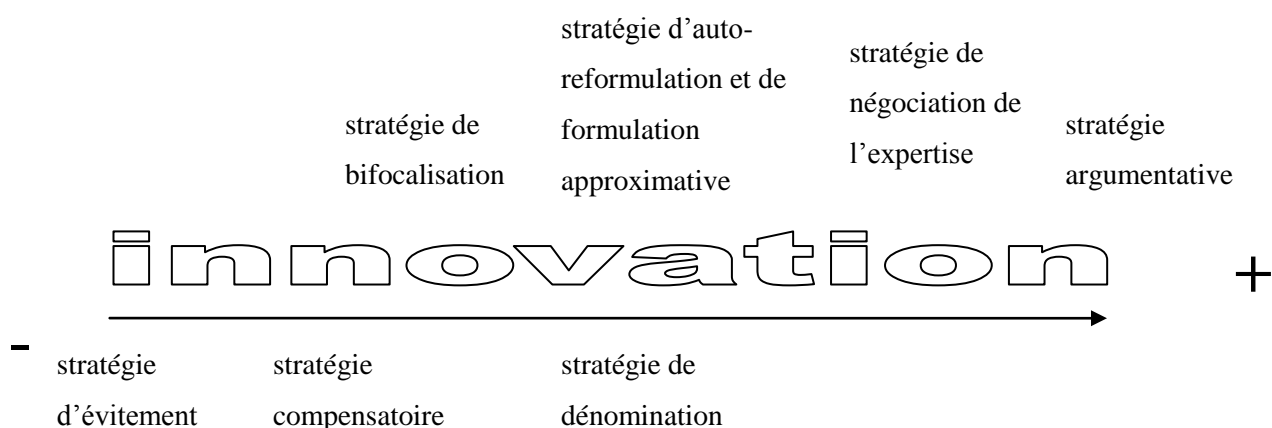 stratégie d’auto-
reformulation et de
formulation
approximative
stratégie de
négociation de
l’expertise
stratégie de
bifocalisation
stratégie
argumentative
innovation
+
-
stratégie
d’évitement
stratégie
compensatoire
stratégie de
dénomination